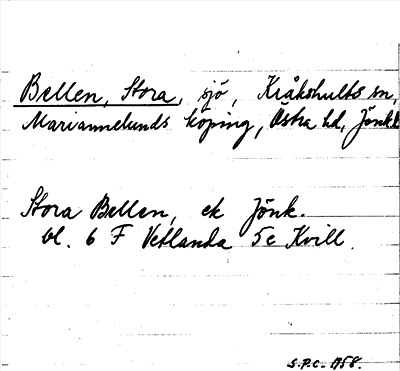 Bellen, Stora, sjö, Kråkshults sn,
Mariannelunds köping, Östra hd, Jönk.
Stora Bellen, ek Jönk.
bl. 6 F Vetlanda 5c Kvill.
S.P.C. 1958.